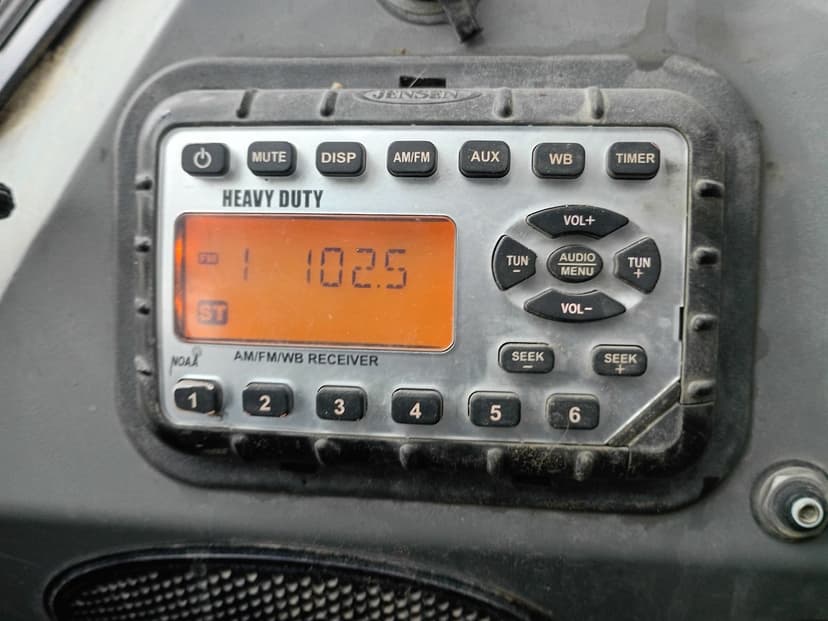 JENSEN
MUTE DISP AM/FM AUX WB TIMER
HEAVY DUTY
VOL+
FM 1 102.5
TUN - AUDIO/MENU TUN +
ST
VOL-
NOAA
AM/FM/WB RECEIVER
SEEK - SEEK +
1 2 3 4 5 6